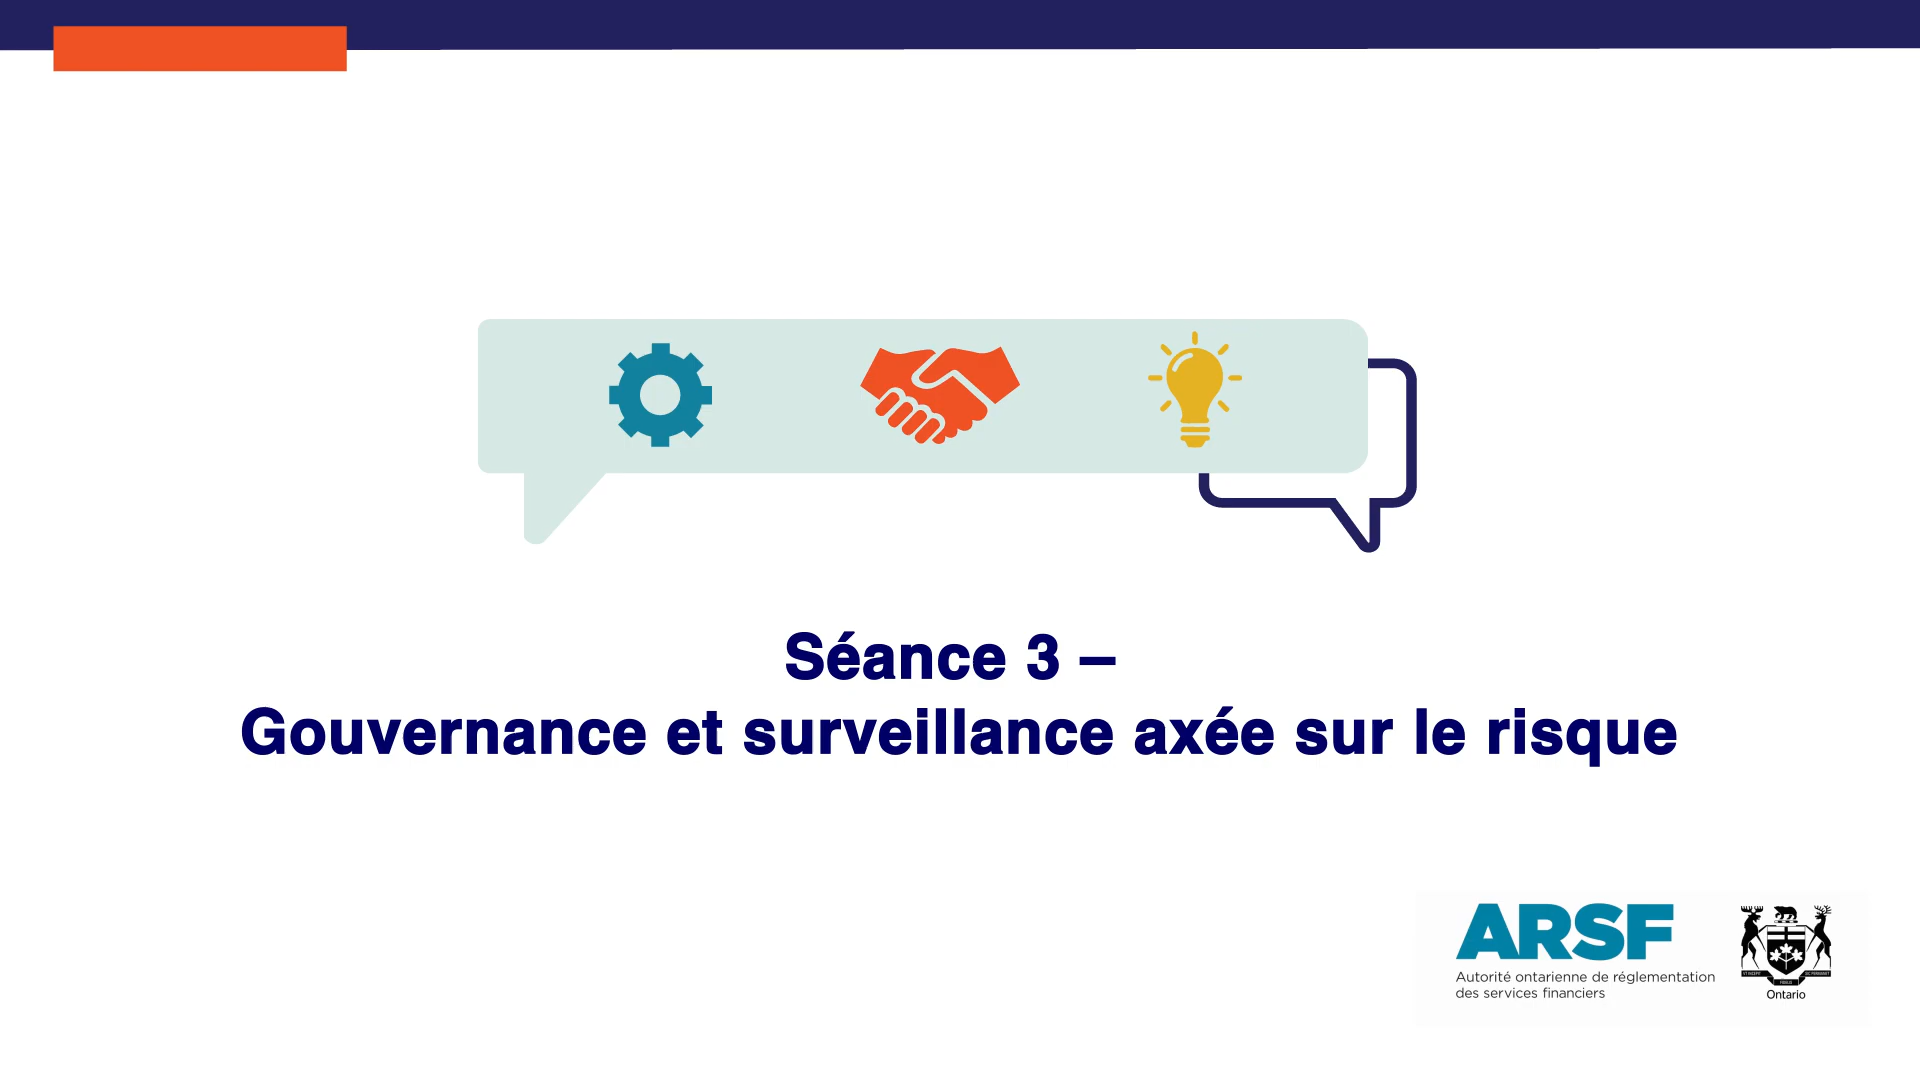 Séance 3 –
Gouvernance et surveillance axée sur le risque
ARSF
Autorité ontarienne de réglementation
des services financiers
Ontario